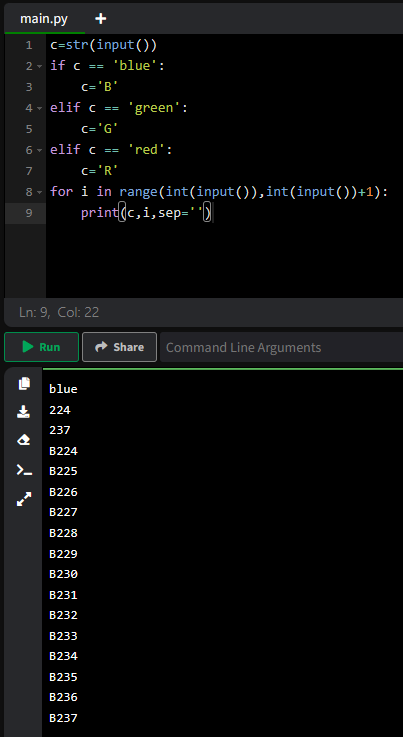 main.py +
1 c=str(input())
2 if c == 'blue':
3     c='B'
4 elif c == 'green':
5     c='G'
6 elif c == 'red':
7     c='R'
8 for i in range(int(input()),int(input())+1):
9     print(c,i,sep='')
Ln: 9, Col: 22
Run Share Command Line Arguments
blue
224
237
B224
B225
B226
B227
B228
B229
B230
B231
B232
B233
B234
B235
B236
B237